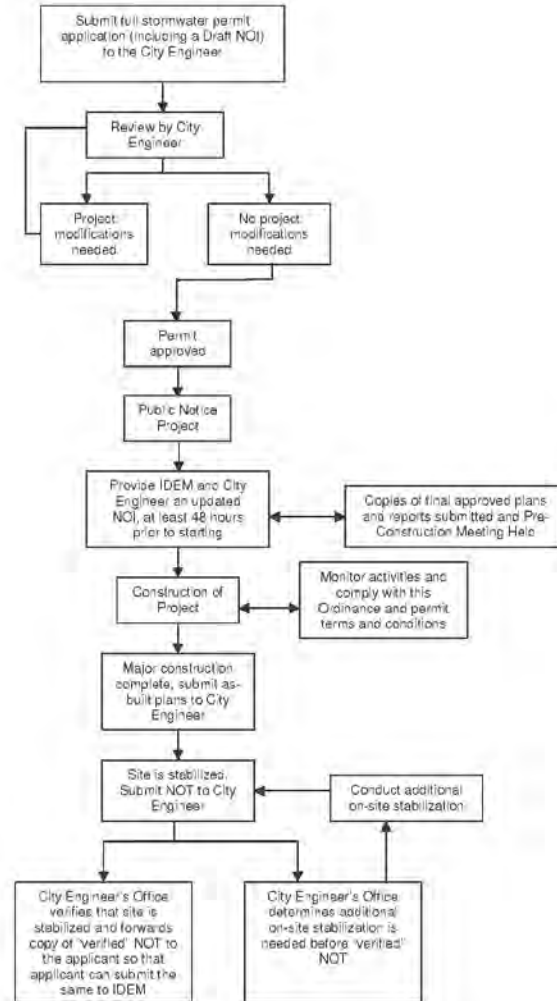 Submit full stormwater permit
application (including a Draft NOI)
to the City Engineer
Review by City
Engineer
Project
modifications
needed
No project
modifications
needed
Permit
approved
Public Notice
Project
Provide IDEM and City
Engineer an updated
NOI, at least 48 hours
prior to starting
Copies of final approved plans
and reports submitted and Pre-
Construction Meeting Held
Construction of
Project
Monitor activities and
comply with this
Ordinance and permit
terms and conditions
Major construction
complete, submit as-
built plans to City
Engineer
Site is stabilized.
Submit NOT to City
Engineer
Conduct additional
on-site stabilization
City Engineer's Office
verifies that site is
stabilized and forwards
copy of "verified" NOT to
the applicant so that
applicant can submit the
same to IDEM
City Engineer's Office
determines additional
on-site stabilization is
needed before "verified"
NOT